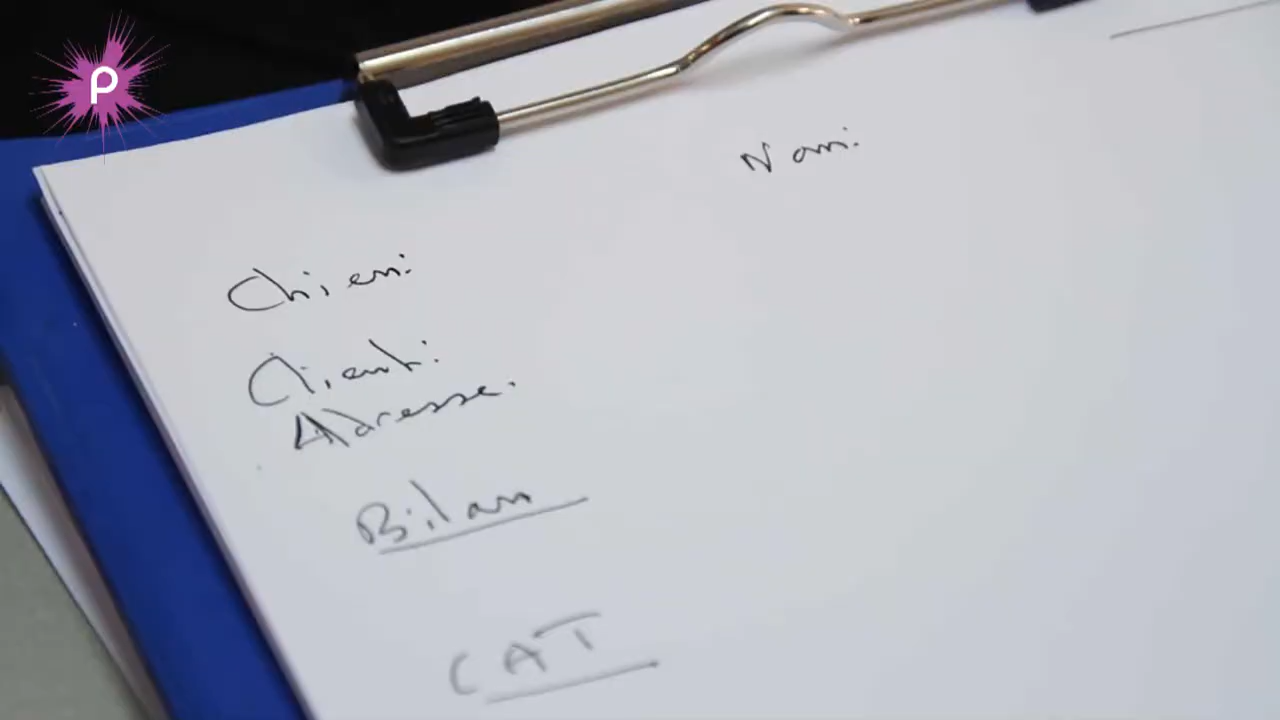 P
Nom:
Chien:
Client:
Adresse.
Bilan
CAT